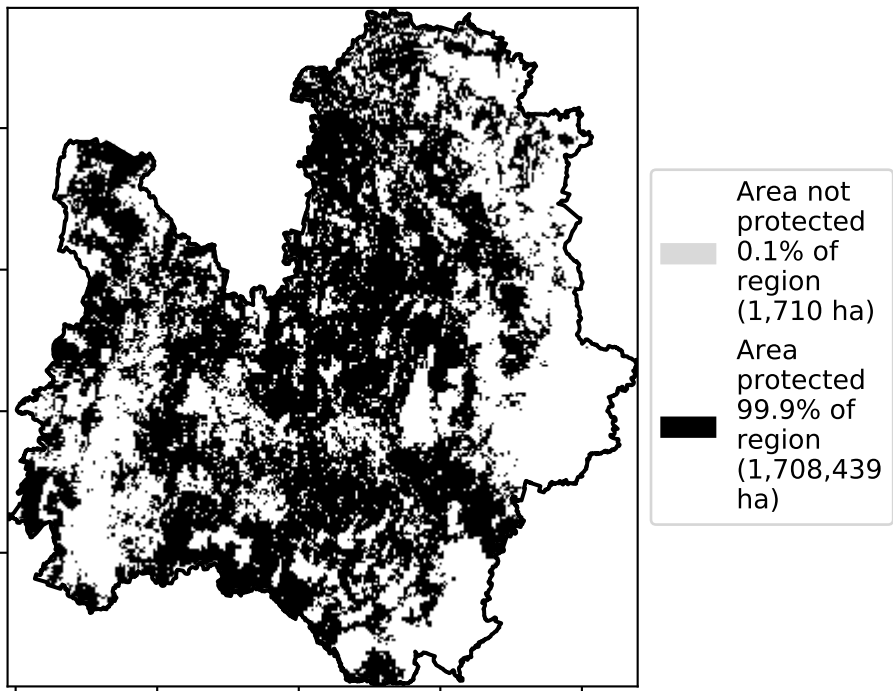 Area not
protected
0.1% of
region
(1,710 ha)
Area
protected
99.9% of
region
(1,708,439
ha)